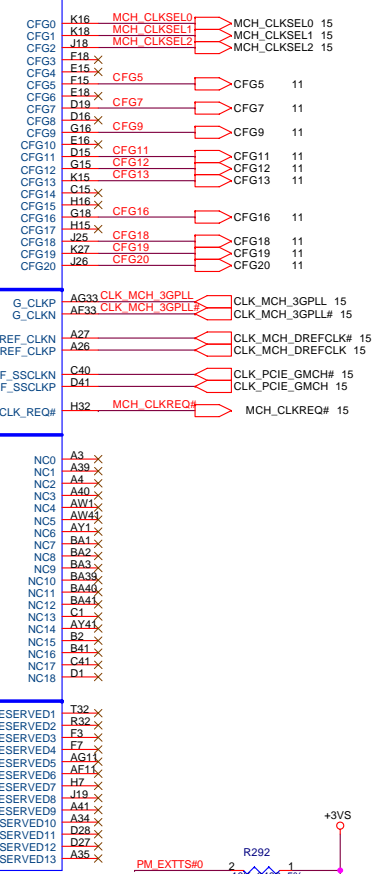 CFG0 K16 MCH_CLKSEL0 MCH_CLKSEL0 15
CFG1 K18 MCH_CLKSEL1 MCH_CLKSEL1 15
CFG2 J18 MCH_CLKSEL2 MCH_CLKSEL2 15
CFG3 F18
CFG4 E15
CFG5 F15 CFG5 CFG5 11
CFG6 E18
CFG7 D19 CFG7 CFG7 11
CFG8 D16
CFG9 G16 CFG9 CFG9 11
CFG10 E16
CFG11 D15 CFG11 CFG11 11
CFG12 G15 CFG12 CFG12 11
CFG13 K15 CFG13 CFG13 11
CFG14 C15
CFG15 H16
CFG16 G18 CFG16 CFG16 11
CFG17 H15
CFG18 J25 CFG18 CFG18 11
CFG19 K27 CFG19 CFG19 11
CFG20 J26 CFG20 CFG20 11
G_CLKP AG33 CLK_MCH_3GPLL CLK_MCH_3GPLL 15
G_CLKN AF33 CLK_MCH_3GPLL# CLK_MCH_3GPLL# 15
REF_CLKN A27 CLK_MCH_DREFCLK# 15
REF_CLKP A26 CLK_MCH_DREFCLK 15
F_SSCLKN C40 CLK_PCIE_GMCH# 15
F_SSCLKP D41 CLK_PCIE_GMCH 15
CLK_REQ# H32 MCH_CLKREQ# MCH_CLKREQ# 15
NC0 A3
NC1 A39
NC2 A4
NC3 A40
NC4 AW1
NC5 AW41
NC6 AY1
NC7 BA1
NC8 BA2
NC9 BA3
NC10 BA39
NC11 BA40
NC12 BA41
NC13 C1
NC14 AY41
NC15 B2
NC16 B41
NC17 C41
NC18 D1
ESERVED1 T32
ESERVED2 R32
ESERVED3 F3
ESERVED4 F7
ESERVED5 AG11
ESERVED6 AF11
ESERVED7 H7
ESERVED8 J19
ESERVED9 A41
ESERVED10 A34
ESERVED11 D28
ESERVED12 D27
ESERVED13 A35
+3VS
R292
PM_EXTTS#0 2 1